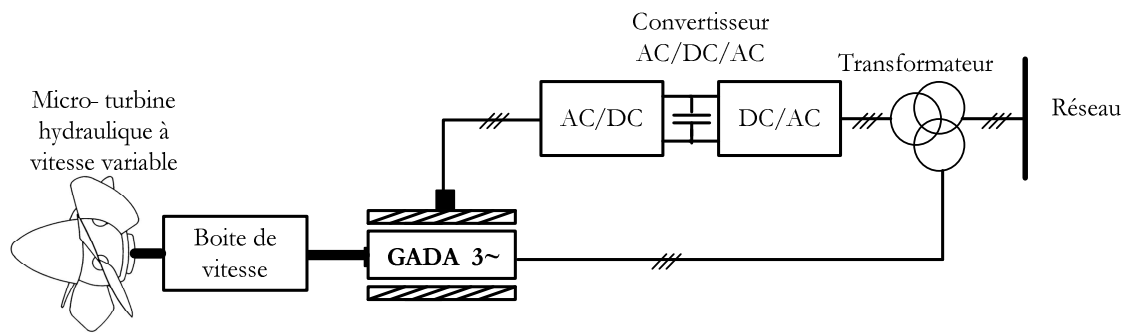 Convertisseur
AC/DC/AC
Transformateur
Micro- turbine
hydraulique à
vitesse variable
AC/DC
DC/AC
Réseau
Boite de
vitesse
GADA 3~